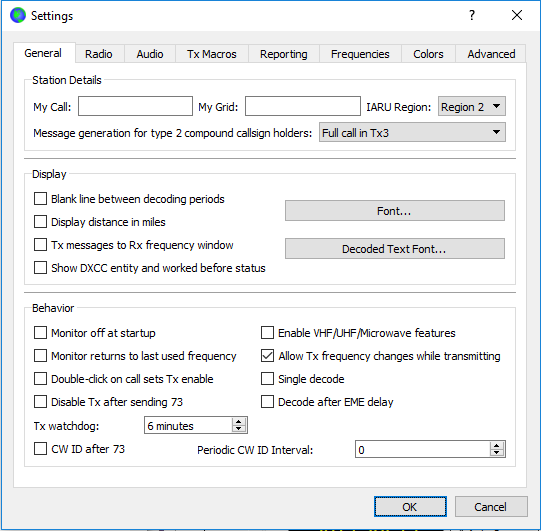 Settings
General Radio Audio Tx Macros Reporting Frequencies Colors Advanced
Station Details
My Call: My Grid: IARU Region: Region 2
Message generation for type 2 compound callsign holders: Full call in Tx3
Display
Blank line between decoding periods
Font...
Display distance in miles
Tx messages to Rx frequency window
Decoded Text Font...
Show DXCC entity and worked before status
Behavior
Monitor off at startup Enable VHF/UHF/Microwave features
Monitor returns to last used frequency Allow Tx frequency changes while transmitting
Double-click on call sets Tx enable Single decode
Disable Tx after sending 73 Decode after EME delay
Tx watchdog: 6 minutes
CW ID after 73 Periodic CW ID Interval: 0
OK Cancel